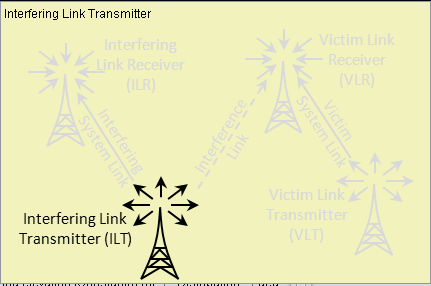 Interfering Link Transmitter
Interfering
Link Receiver
(ILR)
Victim Link
Receiver
(VLR)
Interfering
System Link
Interference
Link
Victim
System Link
Interfering Link
Transmitter (ILT)
Victim Link
Transmitter
(VLT)